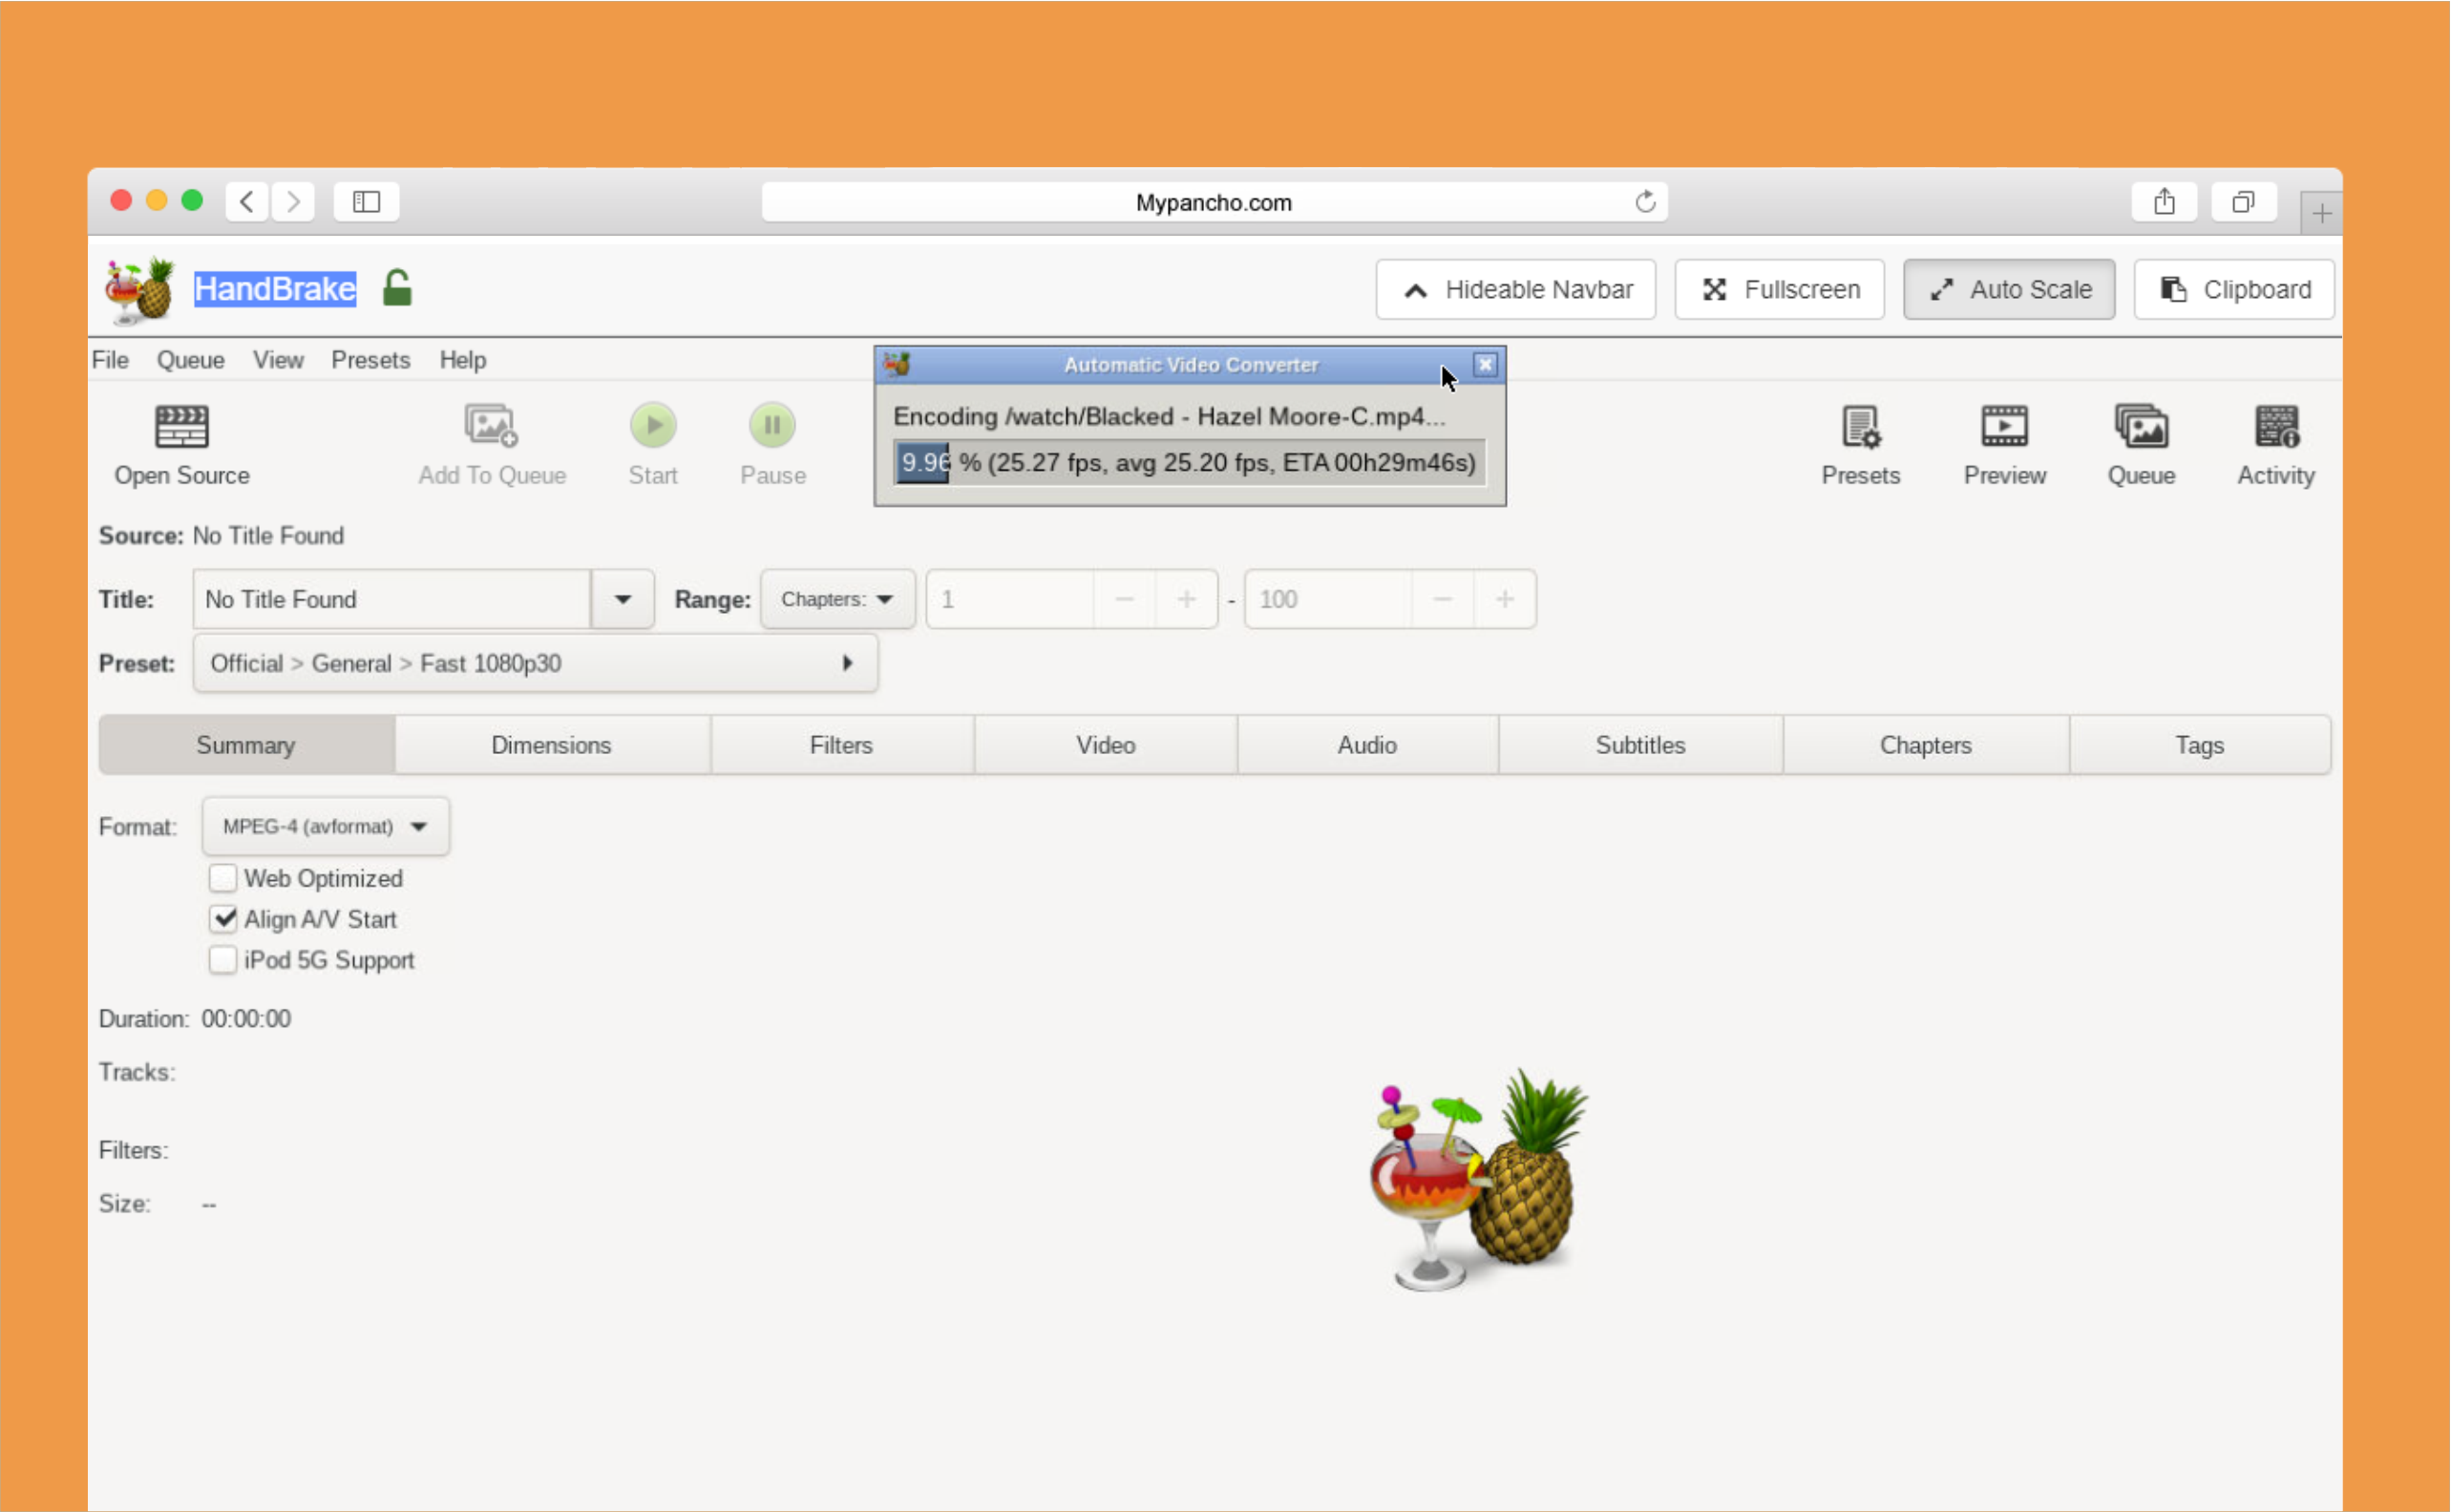 Mypancho.com
HandBrake
Hideable Navbar
Fullscreen
Auto Scale
Clipboard
File Queue View Presets Help
Automatic Video Converter
Encoding /watch/Blacked - Hazel Moore-C.mp4...
9.96 % (25.27 fps, avg 25.20 fps, ETA 00h29m46s)
Open Source
Add To Queue
Start
Pause
Presets
Preview
Queue
Activity
Source: No Title Found
Title: No Title Found Range: Chapters: 1 - 100
Preset: Official > General > Fast 1080p30
Summary Dimensions Filters Video Audio Subtitles Chapters Tags
Format: MPEG-4 (avformat)
Web Optimized
Align A/V Start
iPod 5G Support
Duration: 00:00:00
Tracks:
Filters:
Size: --